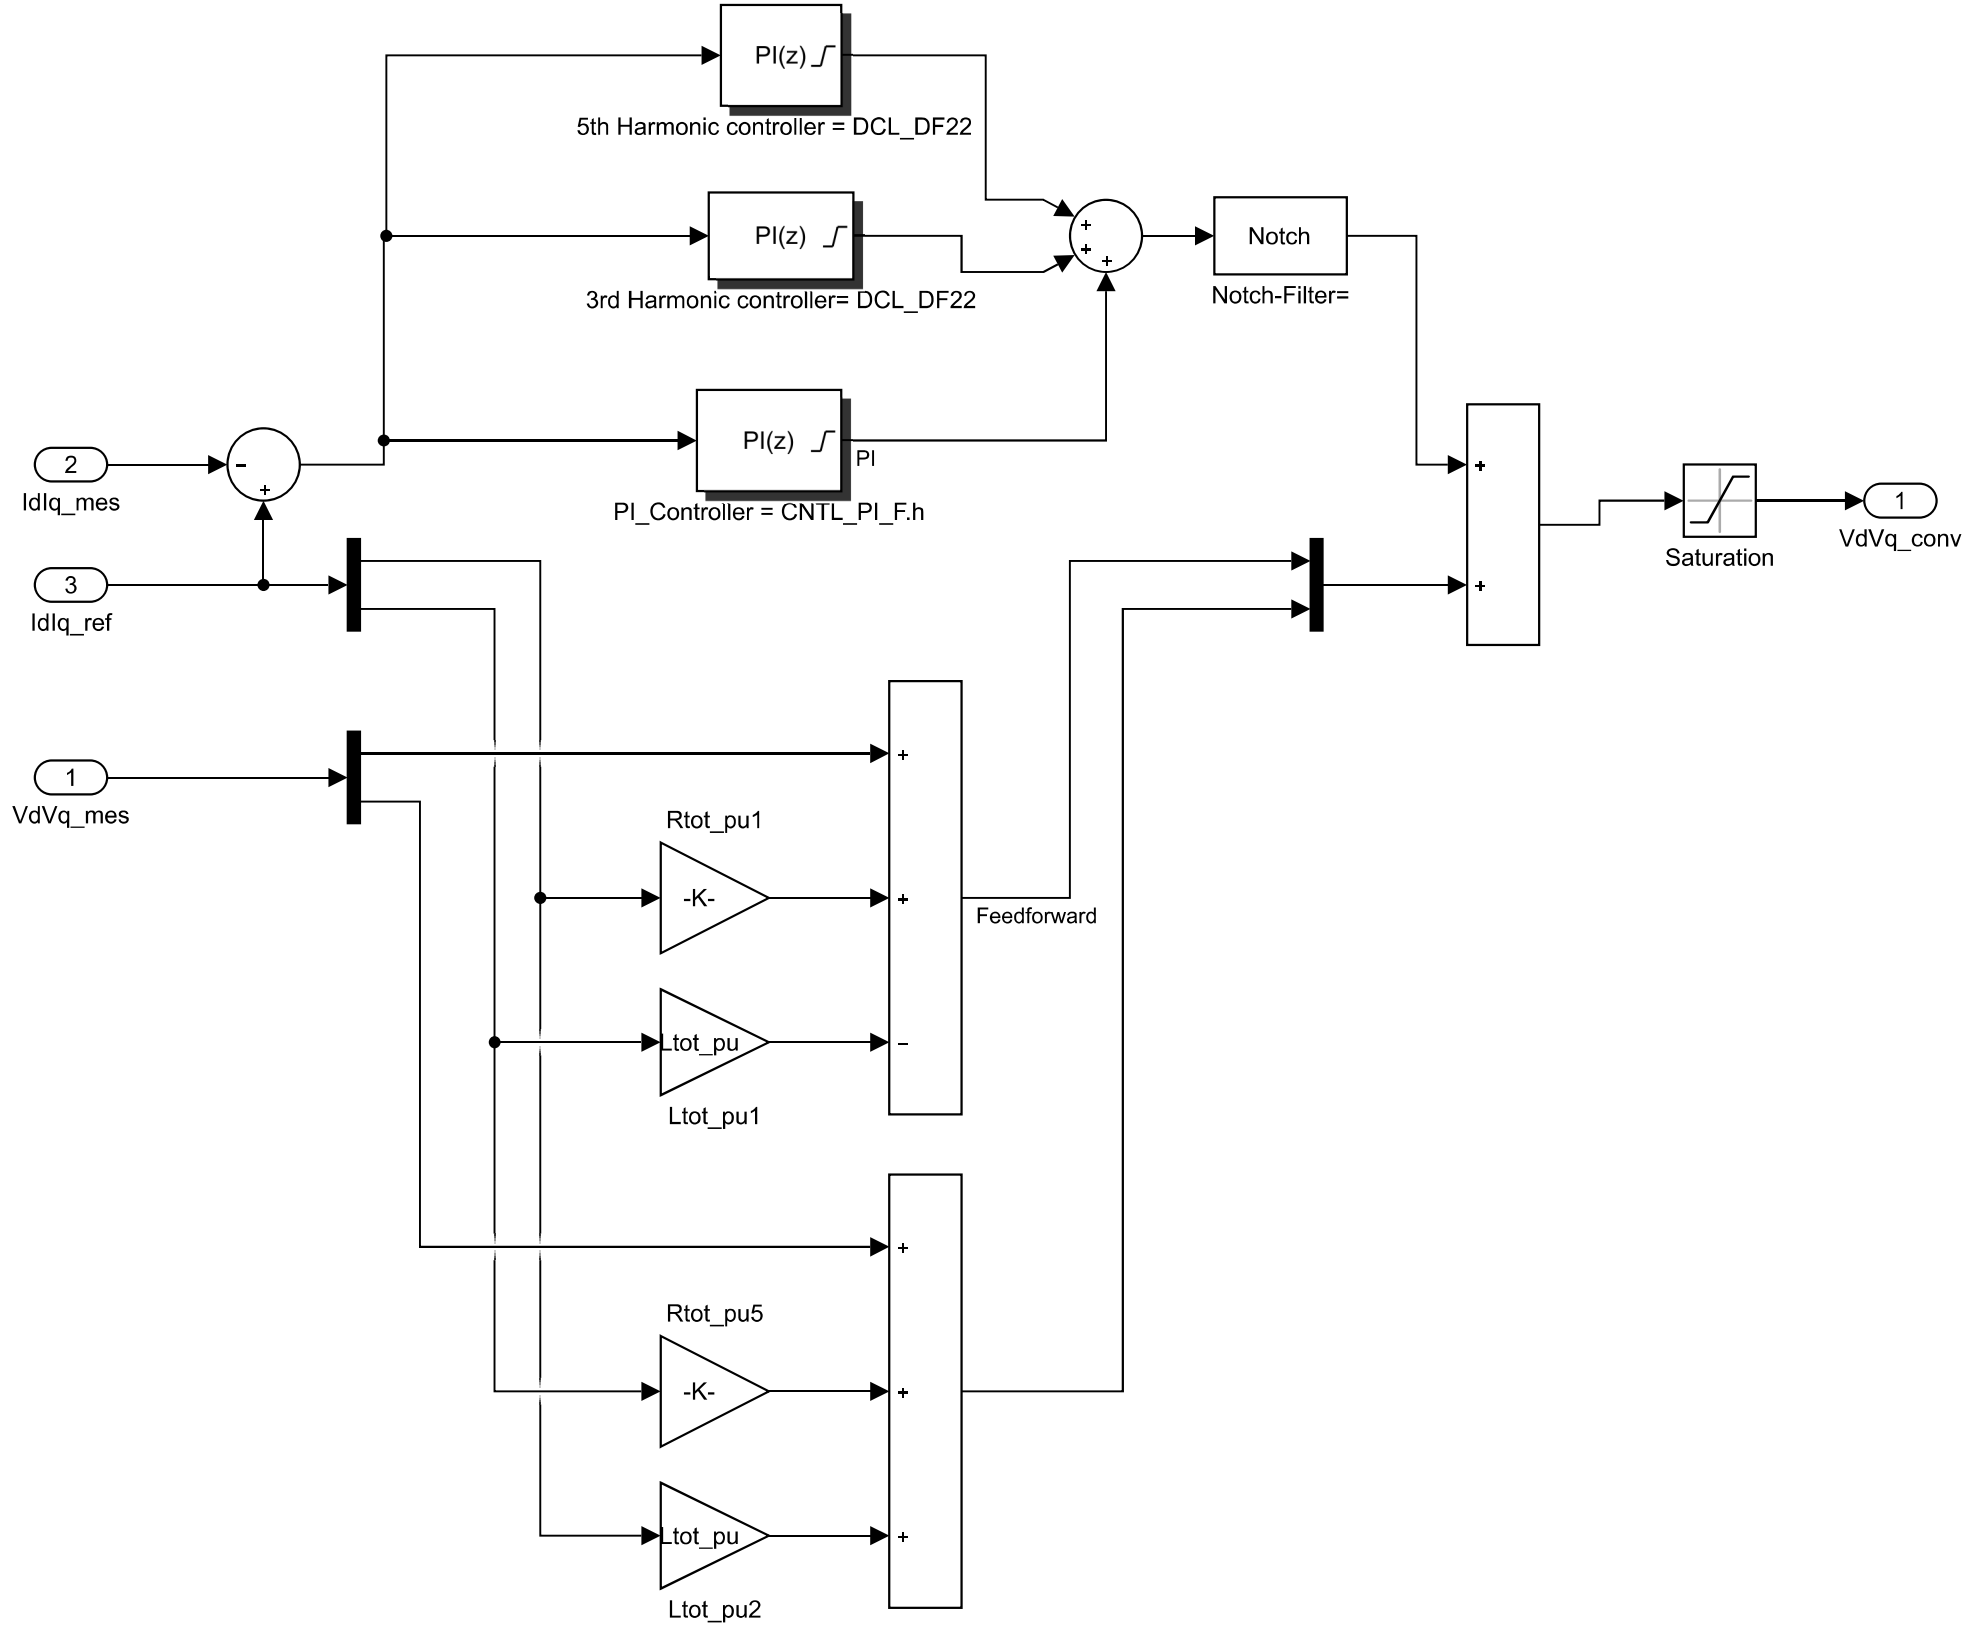 PI(z)
5th Harmonic controller = DCL_DF22
PI(z)
3rd Harmonic controller= DCL_DF22
+
+
+
Notch
Notch-Filter=
PI(z)
PI
PI_Controller = CNTL_PI_F.h
2
IdIq_mes
-
+
3
IdIq_ref
+
+
Saturation
1
VdVq_conv
1
VdVq_mes
+
Rtot_pu1
-K-
+
Feedforward
Ltot_pu
-
Ltot_pu1
+
Rtot_pu5
-K-
+
Ltot_pu
+
Ltot_pu2